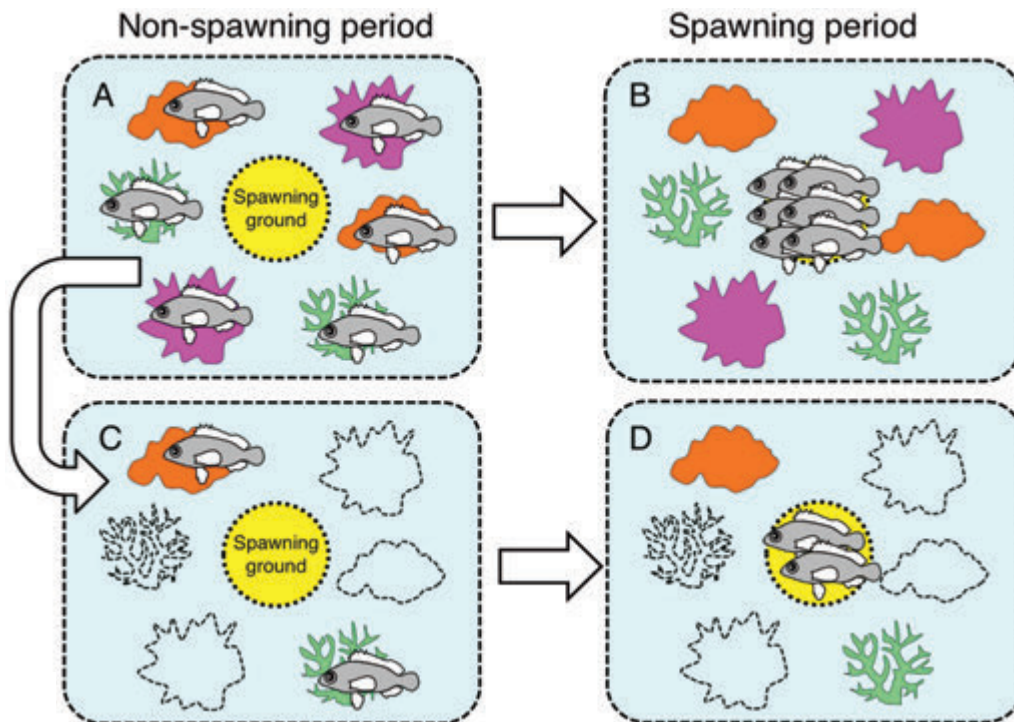 Non-spawning period
Spawning period
A
B
Spawning
ground
C
D
Spawning
ground